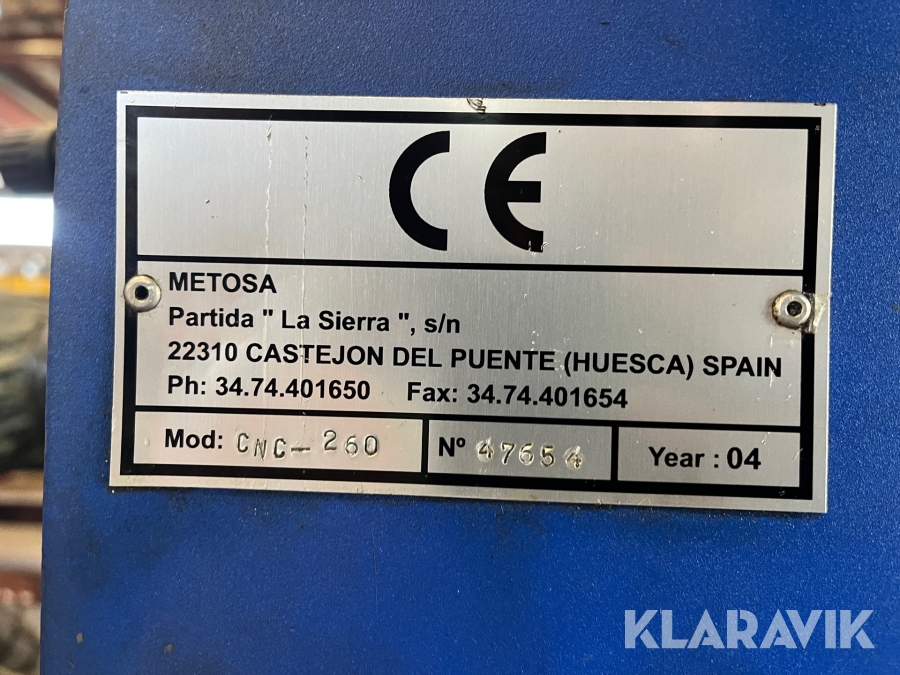 CE
METOSA
Partida " La Sierra ", s/n
22310 CASTEJON DEL PUENTE (HUESCA) SPAIN
Ph: 34.74.401650 Fax: 34.74.401654
Mod: CNC-260 Nº 47654 Year : 04
KLARAVIK